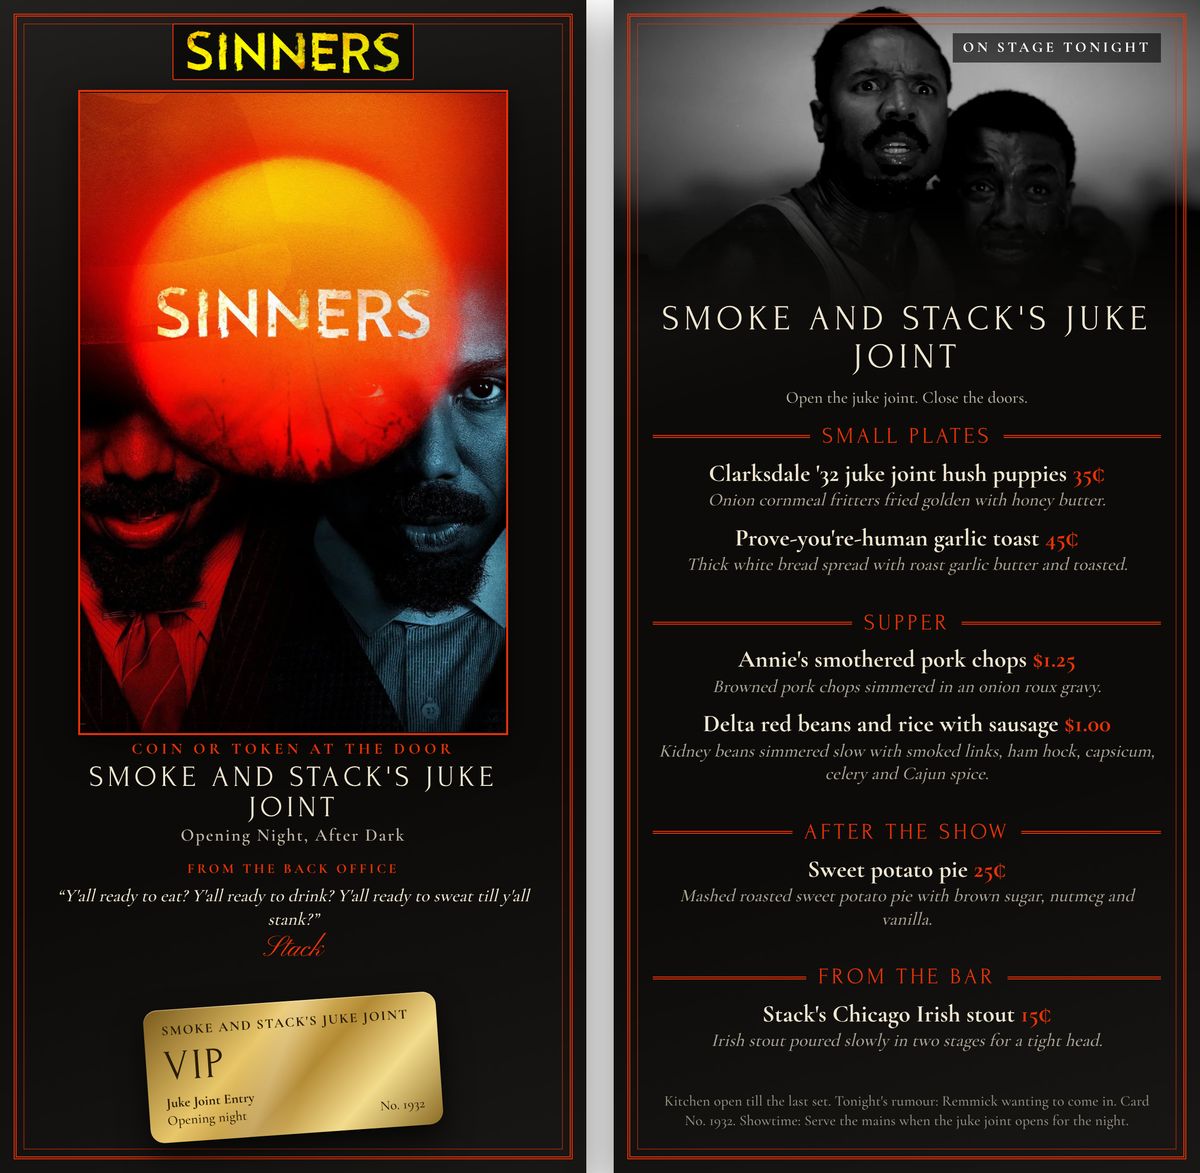 SINNERS
SINNERS
COIN OR TOKEN AT THE DOOR
SMOKE AND STACK'S JUKE
JOINT
Opening Night, After Dark
FROM THE BACK OFFICE
“Y'all ready to eat? Y'all ready to drink? Y'all ready to sweat till y'all
stank?”
Stack
SMOKE AND STACK'S JUKE JOINT
VIP
Juke Joint Entry
Opening night
No. 1932
ON STAGE TONIGHT
SMOKE AND STACK'S JUKE
JOINT
Open the juke joint. Close the doors.
SMALL PLATES
Clarksdale '32 juke joint hush puppies 35₵
Onion cornmeal fritters fried golden with honey butter.
Prove-you're-human garlic toast 45₵
Thick white bread spread with roast garlic butter and toasted.
SUPPER
Annie's smothered pork chops $1.25
Browned pork chops simmered in an onion roux gravy.
Delta red beans and rice with sausage $1.00
Kidney beans simmered slow with smoked links, ham hock, capsicum,
celery and Cajun spice.
AFTER THE SHOW
Sweet potato pie 25₵
Mashed roasted sweet potato pie with brown sugar, nutmeg and
vanilla.
FROM THE BAR
Stack's Chicago Irish stout 15₵
Irish stout poured slowly in two stages for a tight head.
Kitchen open till the last set. Tonight's rumour: Remmick wanting to come in. Card
No. 1932. Showtime: Serve the mains when the juke joint opens for the night.